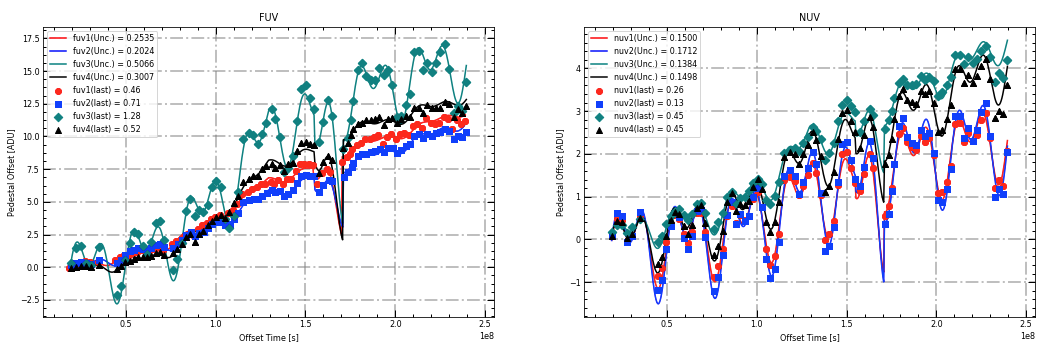 FUV
fuv1(Unc.) = 0.2535
fuv2(Unc.) = 0.2024
fuv3(Unc.) = 0.5066
fuv4(Unc.) = 0.3007
fuv1(last) = 0.46
fuv2(last) = 0.71
fuv3(last) = 1.28
fuv4(last) = 0.52
Pedestal Offset [ADU]
17.5
15.0
12.5
10.0
7.5
5.0
2.5
0.0
−2.5
0.5
1.0
1.5
2.0
2.5
1e8
Offset Time [s]
NUV
nuv1(Unc.) = 0.1500
nuv2(Unc.) = 0.1712
nuv3(Unc.) = 0.1384
nuv4(Unc.) = 0.1498
nuv1(last) = 0.26
nuv2(last) = 0.13
nuv3(last) = 0.45
nuv4(last) = 0.45
Pedestal Offset [ADU]
4
3
2
1
0
−1
0.5
1.0
1.5
2.0
2.5
1e8
Offset Time [s]